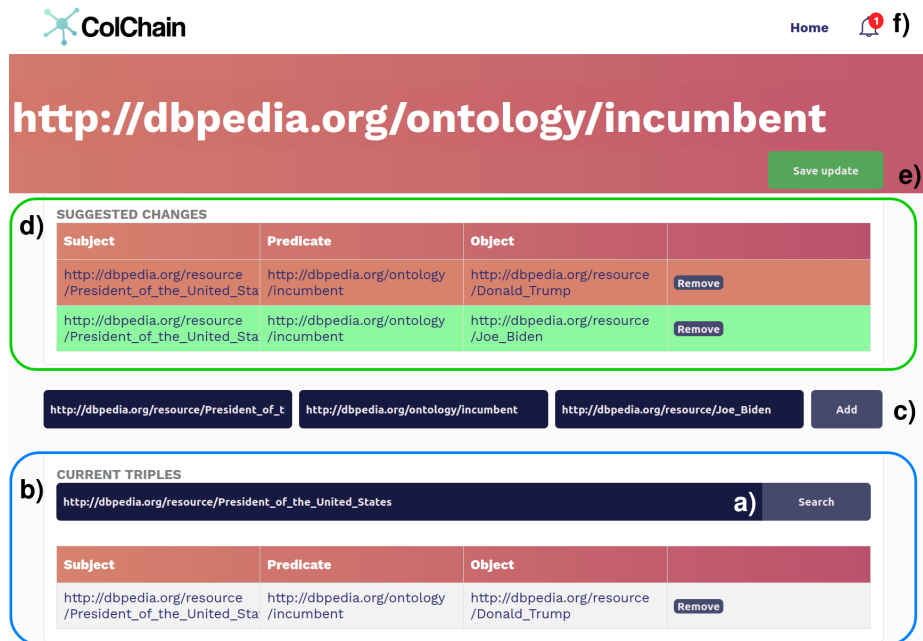 ColChain
Home
1
f)
http://dbpedia.org/ontology/incumbent
Save update
e)
d)
SUGGESTED CHANGES
Subject Predicate Object
http://dbpedia.org/resource http://dbpedia.org/ontology http://dbpedia.org/resource
/President_of_the_United_Sta /incumbent /Donald_Trump
Remove
http://dbpedia.org/resource http://dbpedia.org/ontology http://dbpedia.org/resource
/President_of_the_United_Sta /incumbent /Joe_Biden
Remove
http://dbpedia.org/resource/President_of_t http://dbpedia.org/ontology/incumbent http://dbpedia.org/resource/Joe_Biden Add
c)
b)
CURRENT TRIPLES
http://dbpedia.org/resource/President_of_the_United_States a) Search
Subject Predicate Object
http://dbpedia.org/resource http://dbpedia.org/ontology http://dbpedia.org/resource
/President_of_the_United_Sta /incumbent /Donald_Trump
Remove